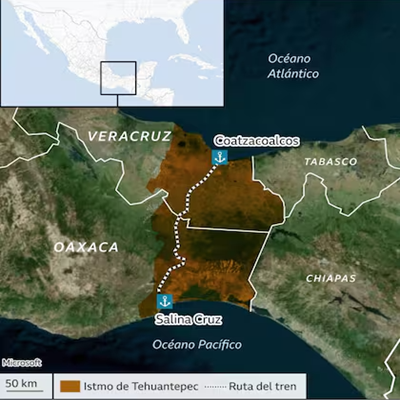 Océano
Atlántico
VERACRUZ
Coatzacoalcos
TABASCO
OAXACA
CHIAPAS
Salina Cruz
Océano Pacífico
Microsoft
50 km
Istmo de Tehuantepec
Ruta del tren